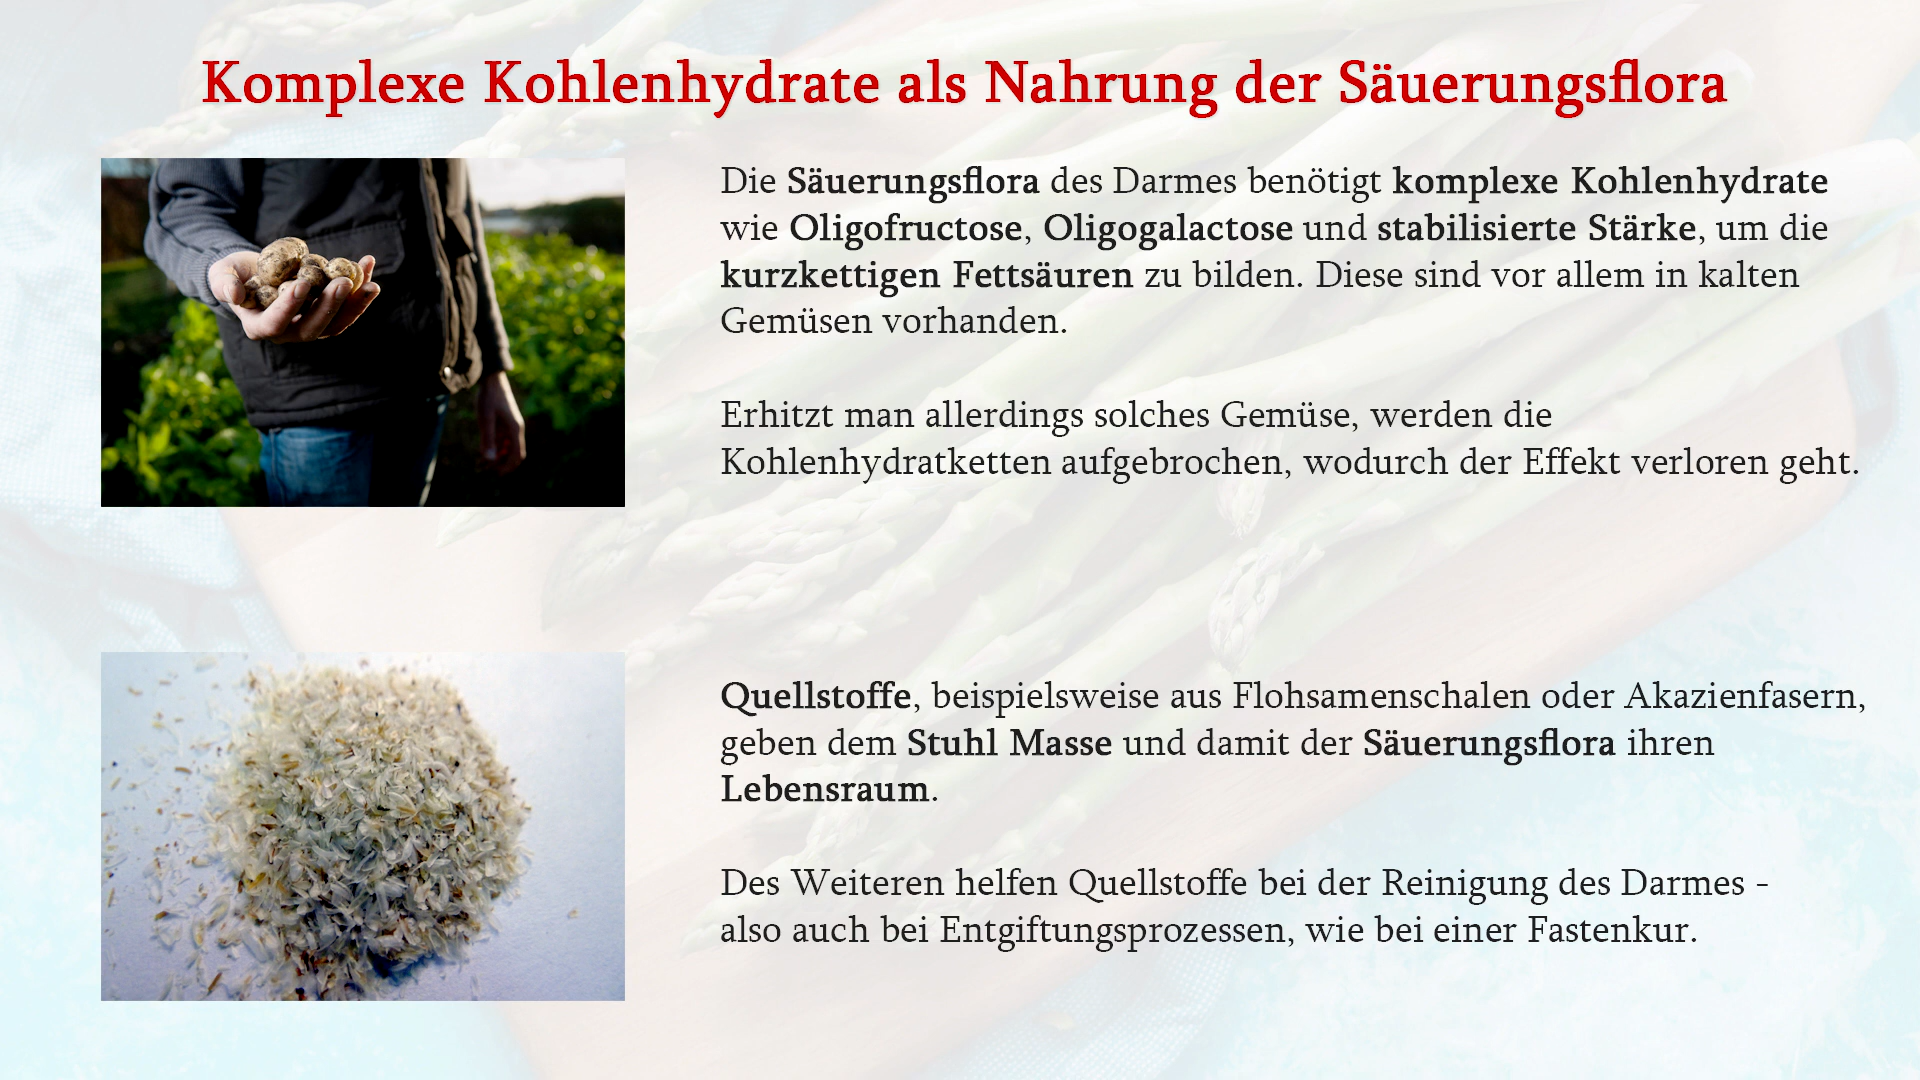 Komplexe Kohlenhydrate als Nahrung der Säuerungsflora
Die Säuerungsflora des Darmes benötigt komplexe Kohlenhydrate
wie Oligofructose, Oligogalactose und stabilisierte Stärke, um die
kurzkettigen Fettsäuren zu bilden. Diese sind vor allem in kalten
Gemüsen vorhanden.
Erhitzt man allerdings solches Gemüse, werden die
Kohlenhydratketten aufgebrochen, wodurch der Effekt verloren geht.
Quellstoffe, beispielsweise aus Flohsamenschalen oder Akazienfasern,
geben dem Stuhl Masse und damit der Säuerungsflora ihren
Lebensraum.
Des Weiteren helfen Quellstoffe bei der Reinigung des Darmes -
also auch bei Entgiftungsprozessen, wie bei einer Fastenkur.